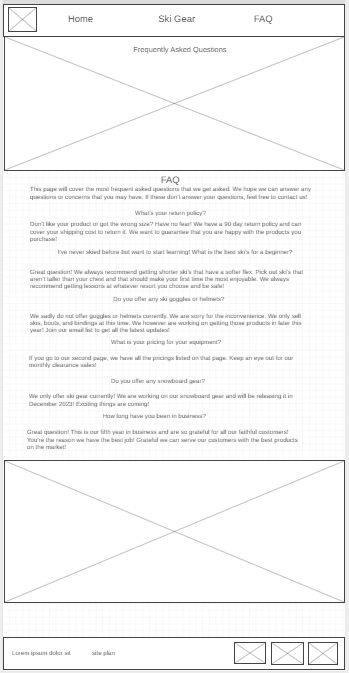 Home Ski Gear FAQ
Frequently Asked Questions
FAQ
This page will cover the most frequent asked questions that we get asked. We hope we can answer any
questions or concerns that you may have. If these don't answer your questions, feel free to contact us!
What's your return policy?
Don't like your product or got the wrong size? Have no fear! We have a 90 day return policy and can
cover your shipping cost to return it. We want to guarantee that you are happy with the products you
purchase!
I've never skied before but want to start learning! What is the best ski's for a beginner?
Great question! We always recommend getting shorter ski's that have a softer flex. Pick out ski's that
aren't taller than your chest and that should make your first time the most enjoyable. We always
recommend getting lessons at whatever resort you choose and be safe!
Do you offer any ski goggles or helmets?
We sadly do not offer goggles or helmets currently. We are sorry for the inconvenience. We only sell
skis, boots, and bindings at this time. We however are working on getting those products in later this
year! Join our email list to get all the latest updates!
What is your pricing for your equipment?
If you go to our second page, we have all the pricings listed on that page. Keep an eye out for our
monthly clearance sales!
Do you offer any snowboard gear?
We only offer ski gear currently! We are working on our snowboard gear and will be releasing it in
December 2023! Exciting things are coming!
How long have you been in business?
Great question! This is our fifth year in business and are so grateful for all our faithful customers!
You're the reason we have the best job! Grateful we can serve our customers with the best products
on the market!
Lorem ipsum dolor sit site plan